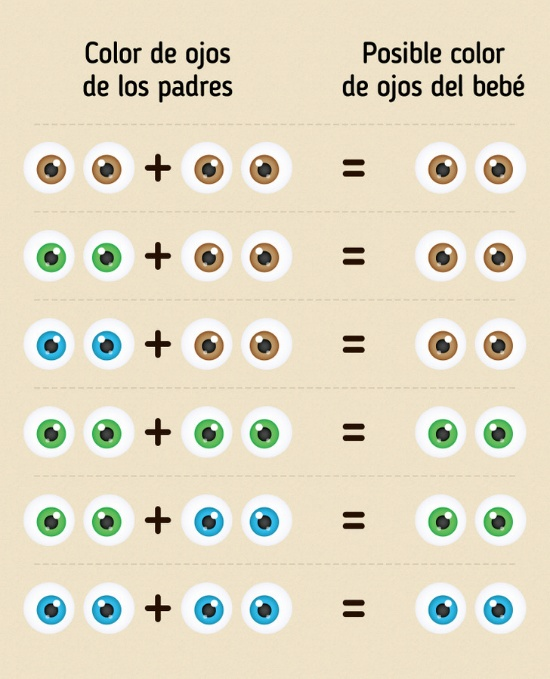 Color de ojos
de los padres
Posible color
de ojos del bebé
+ =
+ =
+ =
+ =
+ =
+ =